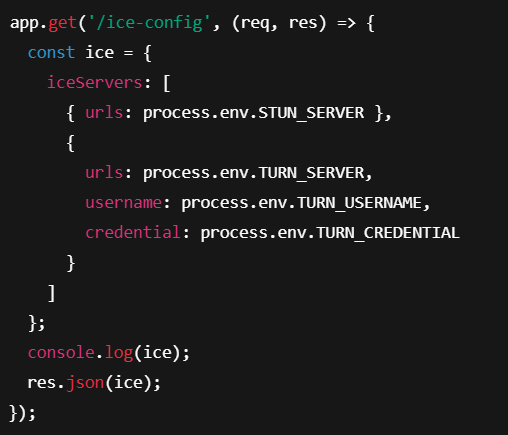 app.get('/ice-config', (req, res) => {
  const ice = {
    iceServers: [
      { urls: process.env.STUN_SERVER },
      {
        urls: process.env.TURN_SERVER,
        username: process.env.TURN_USERNAME,
        credential: process.env.TURN_CREDENTIAL
      }
    ]
  };
  console.log(ice);
  res.json(ice);
});